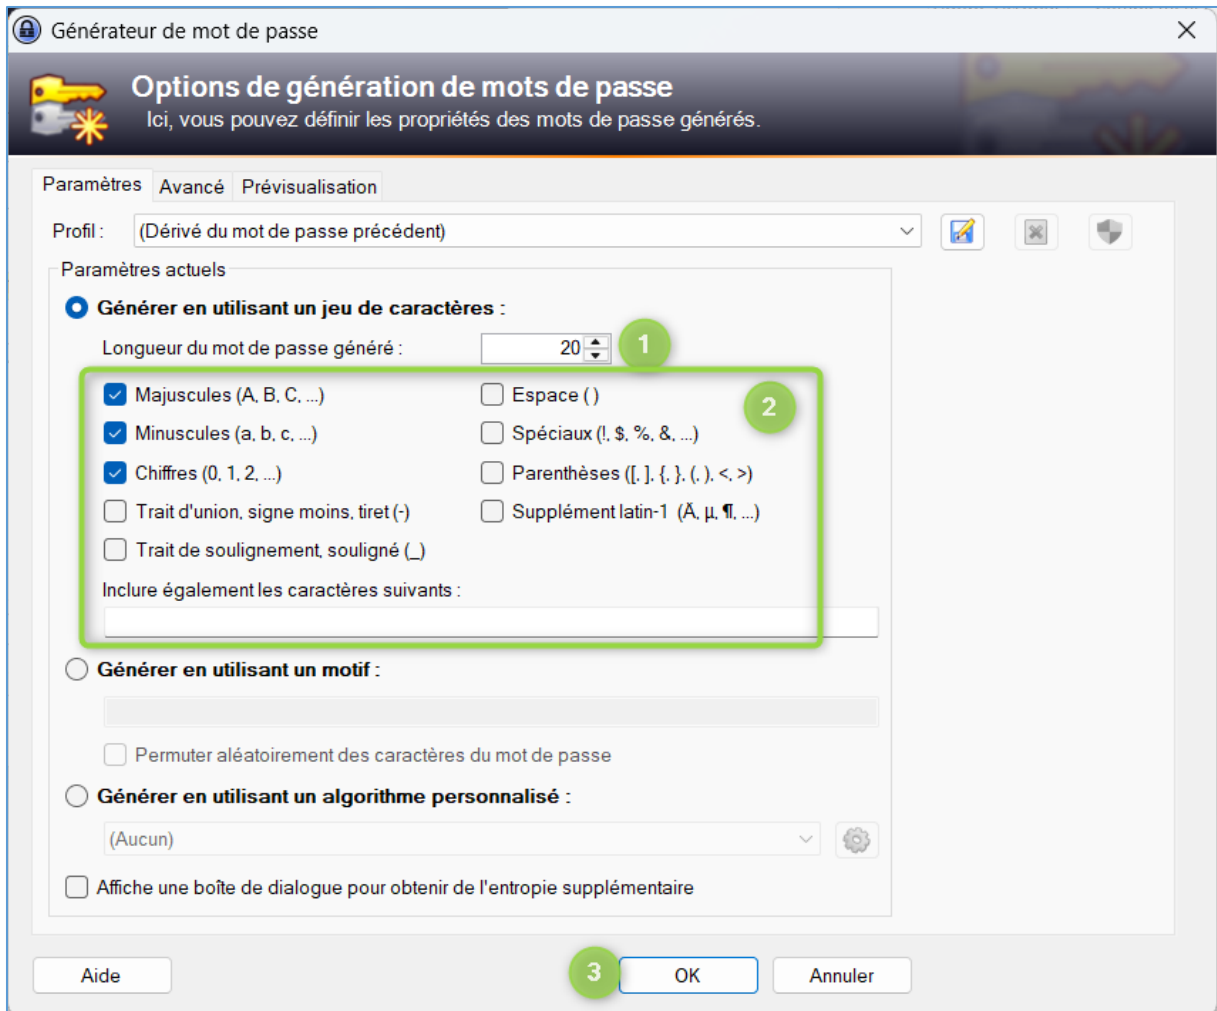 Générateur de mot de passe
Options de génération de mots de passe
Ici, vous pouvez définir les propriétés des mots de passe générés.
Paramètres Avancé Prévisualisation
Profil : (Dérivé du mot de passe précédent)
Paramètres actuels
Générer en utilisant un jeu de caractères :
Longueur du mot de passe généré : 20 1
Majuscules (A, B, C, ...) Espace ( ) 2
Minuscules (a, b, c, ...) Spéciaux (!, $, %, &, ...)
Chiffres (0, 1, 2, ...) Parenthèses ([, ], {, }, (, ), <, >)
Trait d'union, signe moins, tiret (-) Supplément latin-1 (Ä, µ, ¶, ...)
Trait de soulignement, souligné (_)
Inclure également les caractères suivants :
Générer en utilisant un motif :
Permuter aléatoirement des caractères du mot de passe
Générer en utilisant un algorithme personnalisé :
(Aucun)
Affiche une boîte de dialogue pour obtenir de l'entropie supplémentaire
Aide 3 OK Annuler